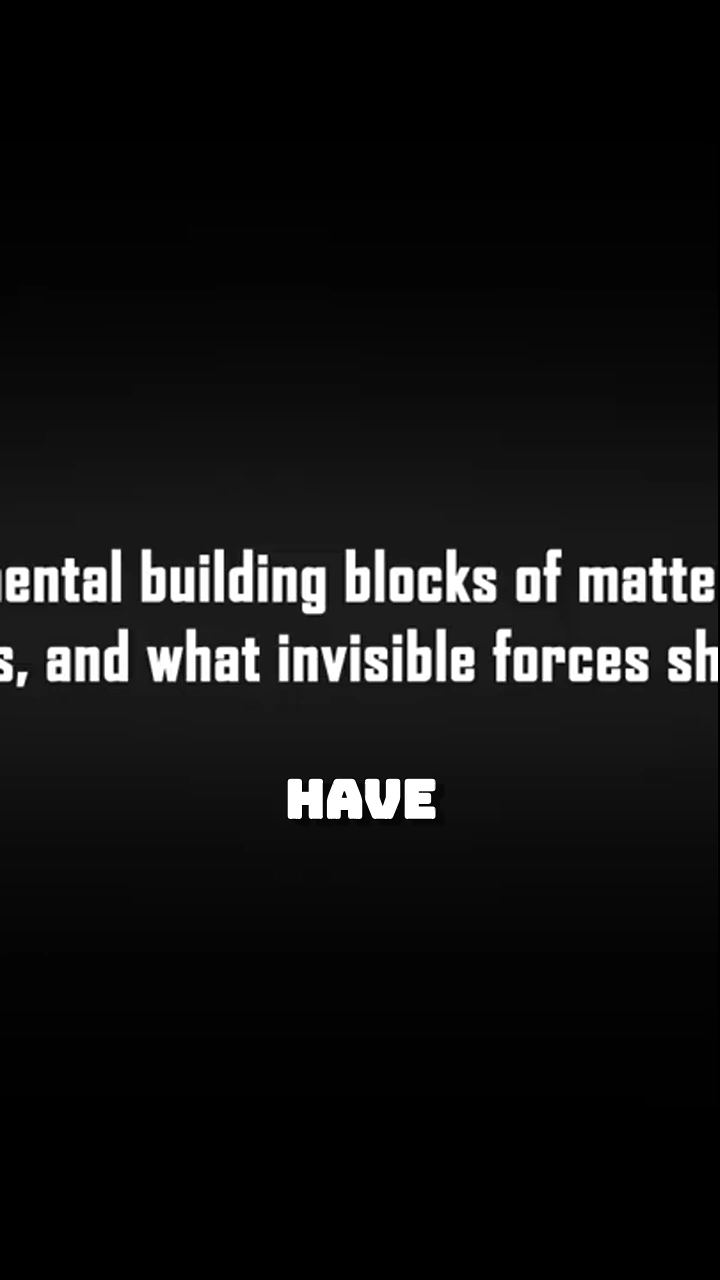 ental building blocks of matte
s, and what invisible forces sh
HAVE